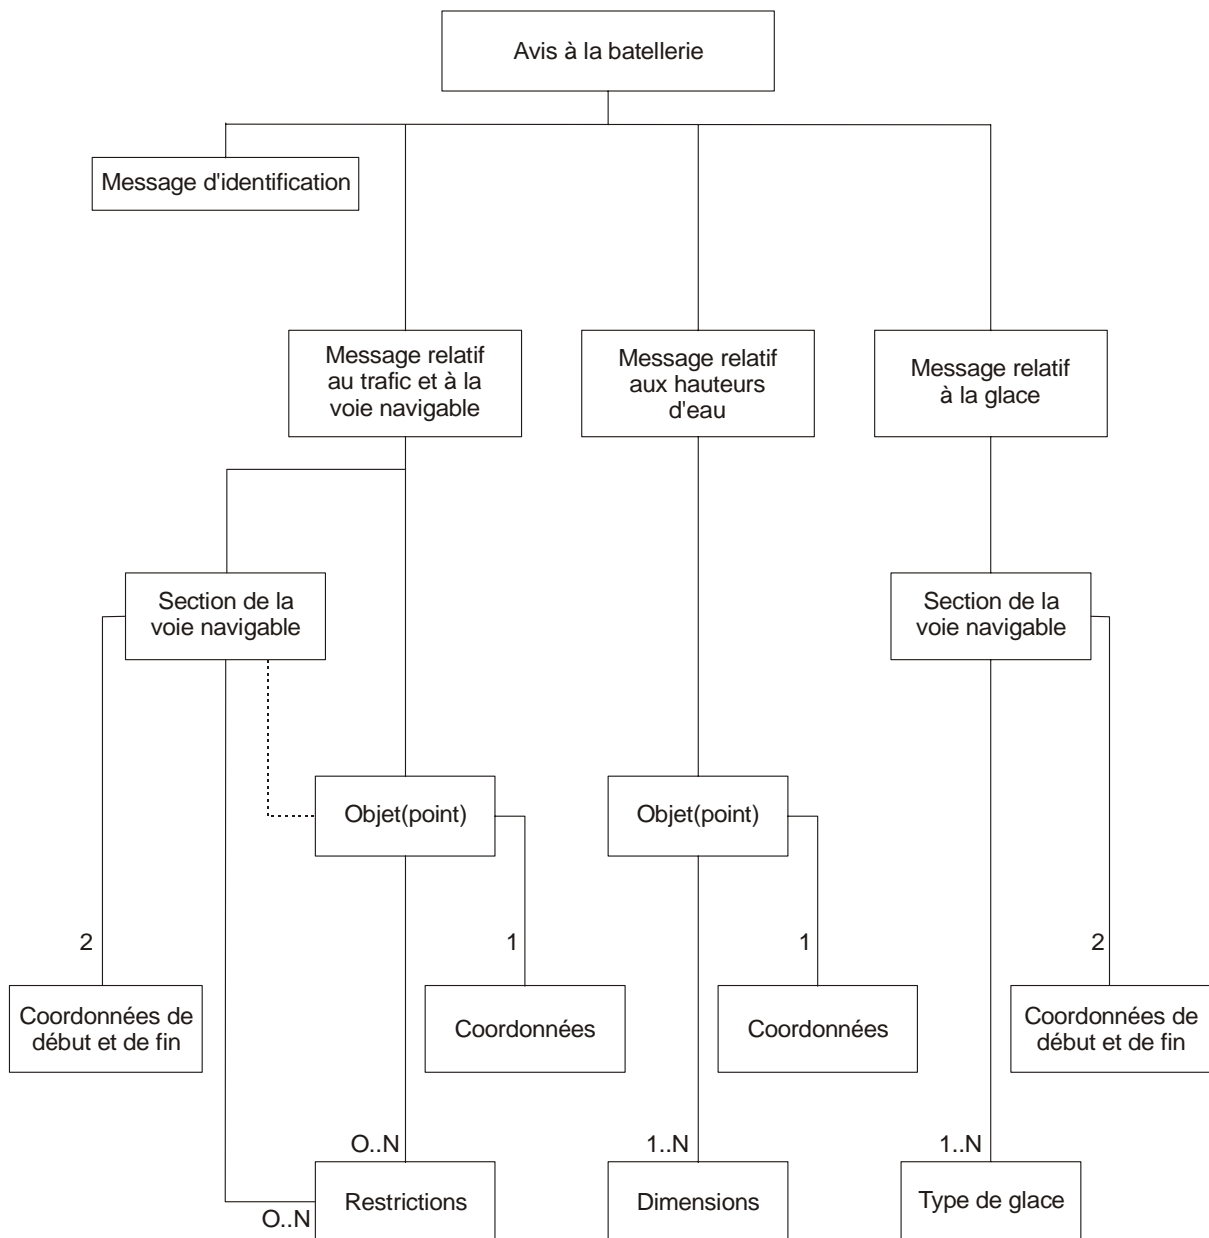 Avis à la batellerie
Message d'identification
Message relatif
au trafic et à la
voie navigable
Message relatif
aux hauteurs
d'eau
Message relatif
à la glace
Section de la
voie navigable
Section de la
voie navigable
Objet(point)
Objet(point)
2
1
1
2
Coordonnées de
début et de fin
Coordonnées
Coordonnées
Coordonnées de
début et de fin
O..N
1..N
1..N
Restrictions
Dimensions
Type de glace
O..N